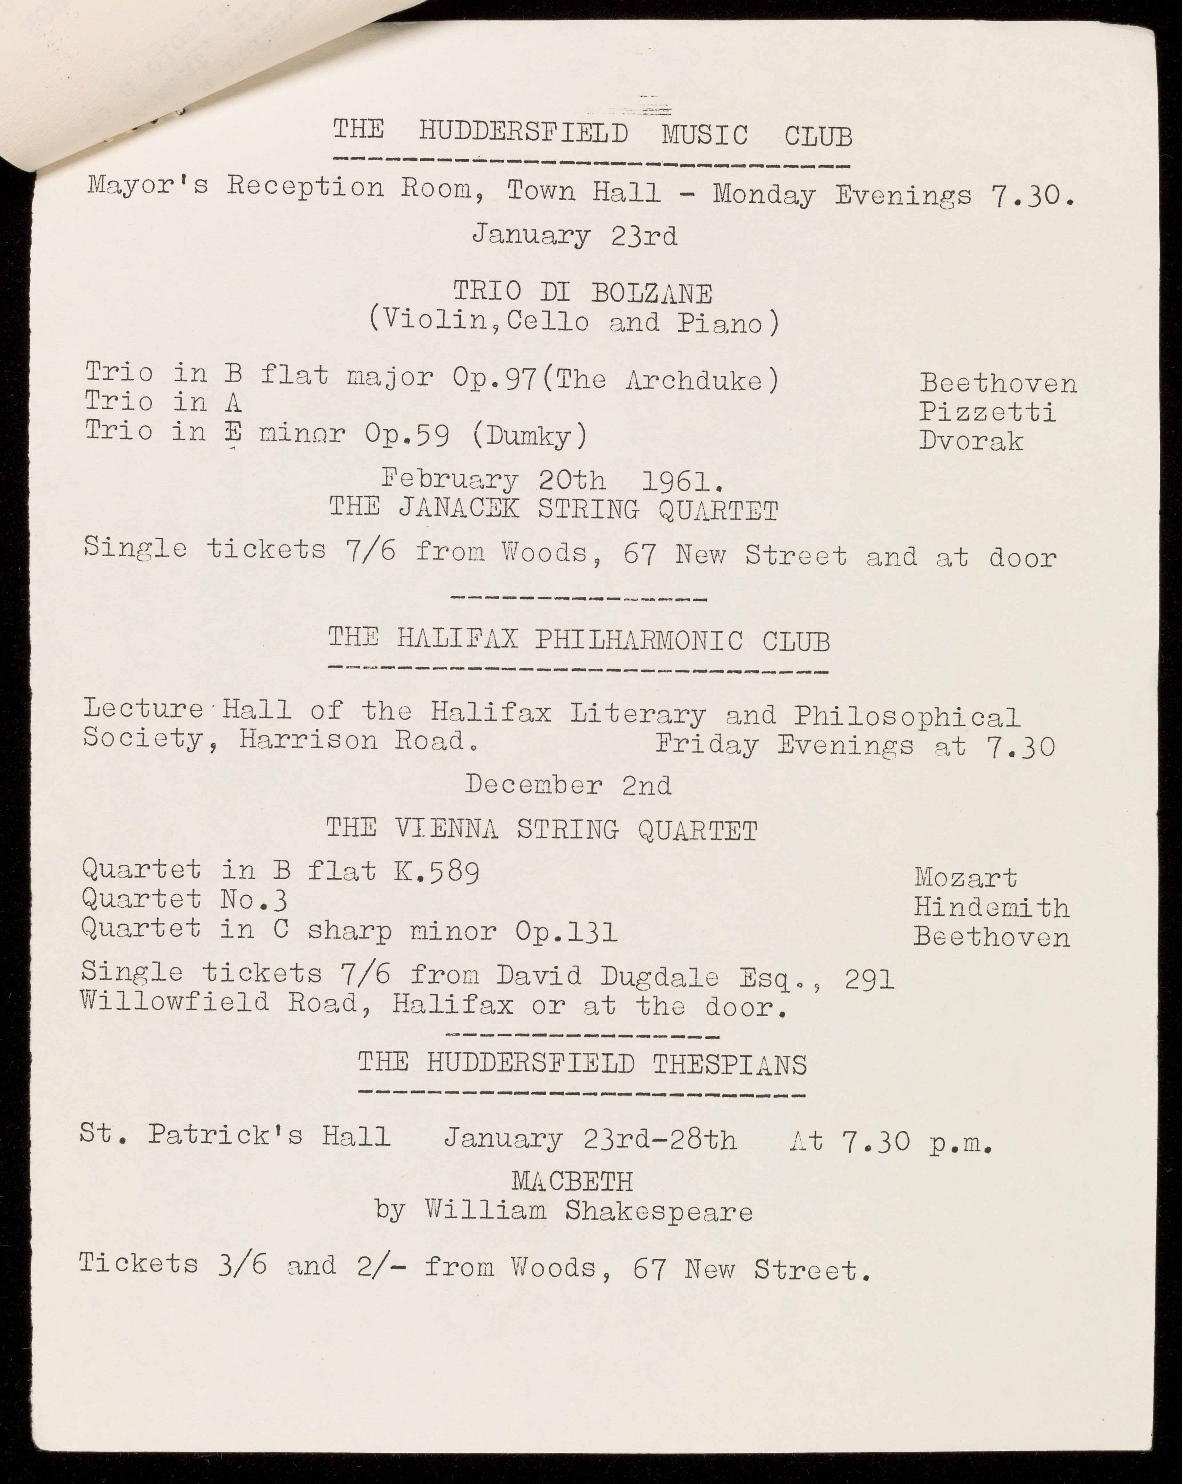 THE HUDDERSFIELD MUSIC CLUB
Mayor's Reception Room, Town Hall - Monday Evenings 7.30.
January 23rd
TRIO DI BOLZANE
(Violin,Cello and Piano)
Trio in B flat major Op.97(The Archduke) Beethoven
Trio in A Pizzetti
Trio in E minor Op.59 (Dumky) Dvorak
February 20th 1961.
THE JANACEK STRING QUARTET
Single tickets 7/6 from Woods, 67 New Street and at door
THE HALIFAX PHILHARMONIC CLUB
Lecture Hall of the Halifax Literary and Philosophical
Society, Harrison Road. Friday Evenings at 7.30
December 2nd
THE VIENNA STRING QUARTET
Quartet in B flat K.589 Mozart
Quartet No.3 Hindemith
Quartet in C sharp minor Op.131 Beethoven
Single tickets 7/6 from David Dugdale Esq., 291
Willowfield Road, Halifax or at the door.
THE HUDDERSFIELD THESPIANS
St. Patrick's Hall January 23rd-28th At 7.30 p.m.
MACBETH
by William Shakespeare
Tickets 3/6 and 2/- from Woods, 67 New Street.